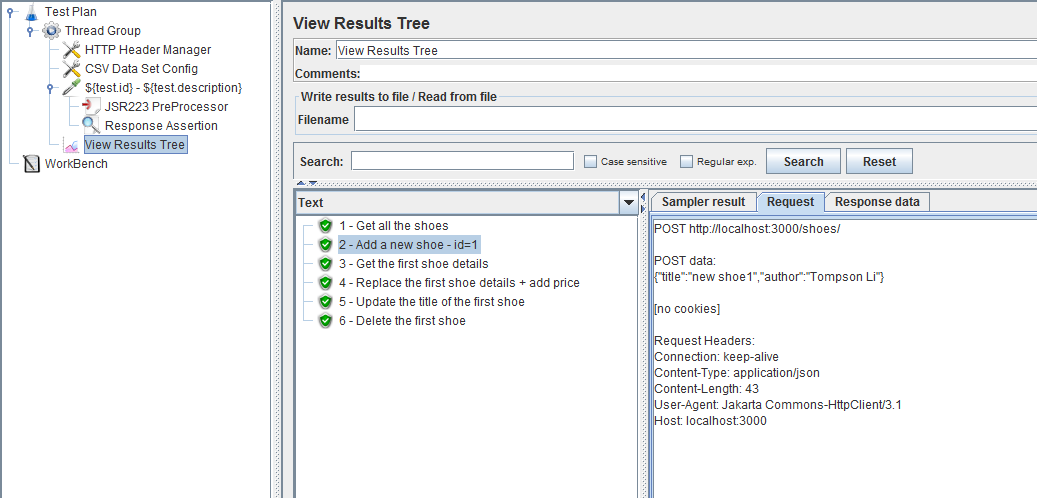 Test Plan
Thread Group
HTTP Header Manager
CSV Data Set Config
${test.id} - ${test.description}
JSR223 PreProcessor
Response Assertion
View Results Tree
WorkBench
View Results Tree
Name: View Results Tree
Comments:
Write results to file / Read from file
Filename
Search: Case sensitive Regular exp. Search Reset
Text
1 - Get all the shoes
2 - Add a new shoe - id=1
3 - Get the first shoe details
4 - Replace the first shoe details + add price
5 - Update the title of the first shoe
6 - Delete the first shoe
Sampler result Request Response data
POST http://localhost:3000/shoes/
POST data:
{"title":"new shoe1","author":"Tompson Li"}
[no cookies]
Request Headers:
Connection: keep-alive
Content-Type: application/json
Content-Length: 43
User-Agent: Jakarta Commons-HttpClient/3.1
Host: localhost:3000